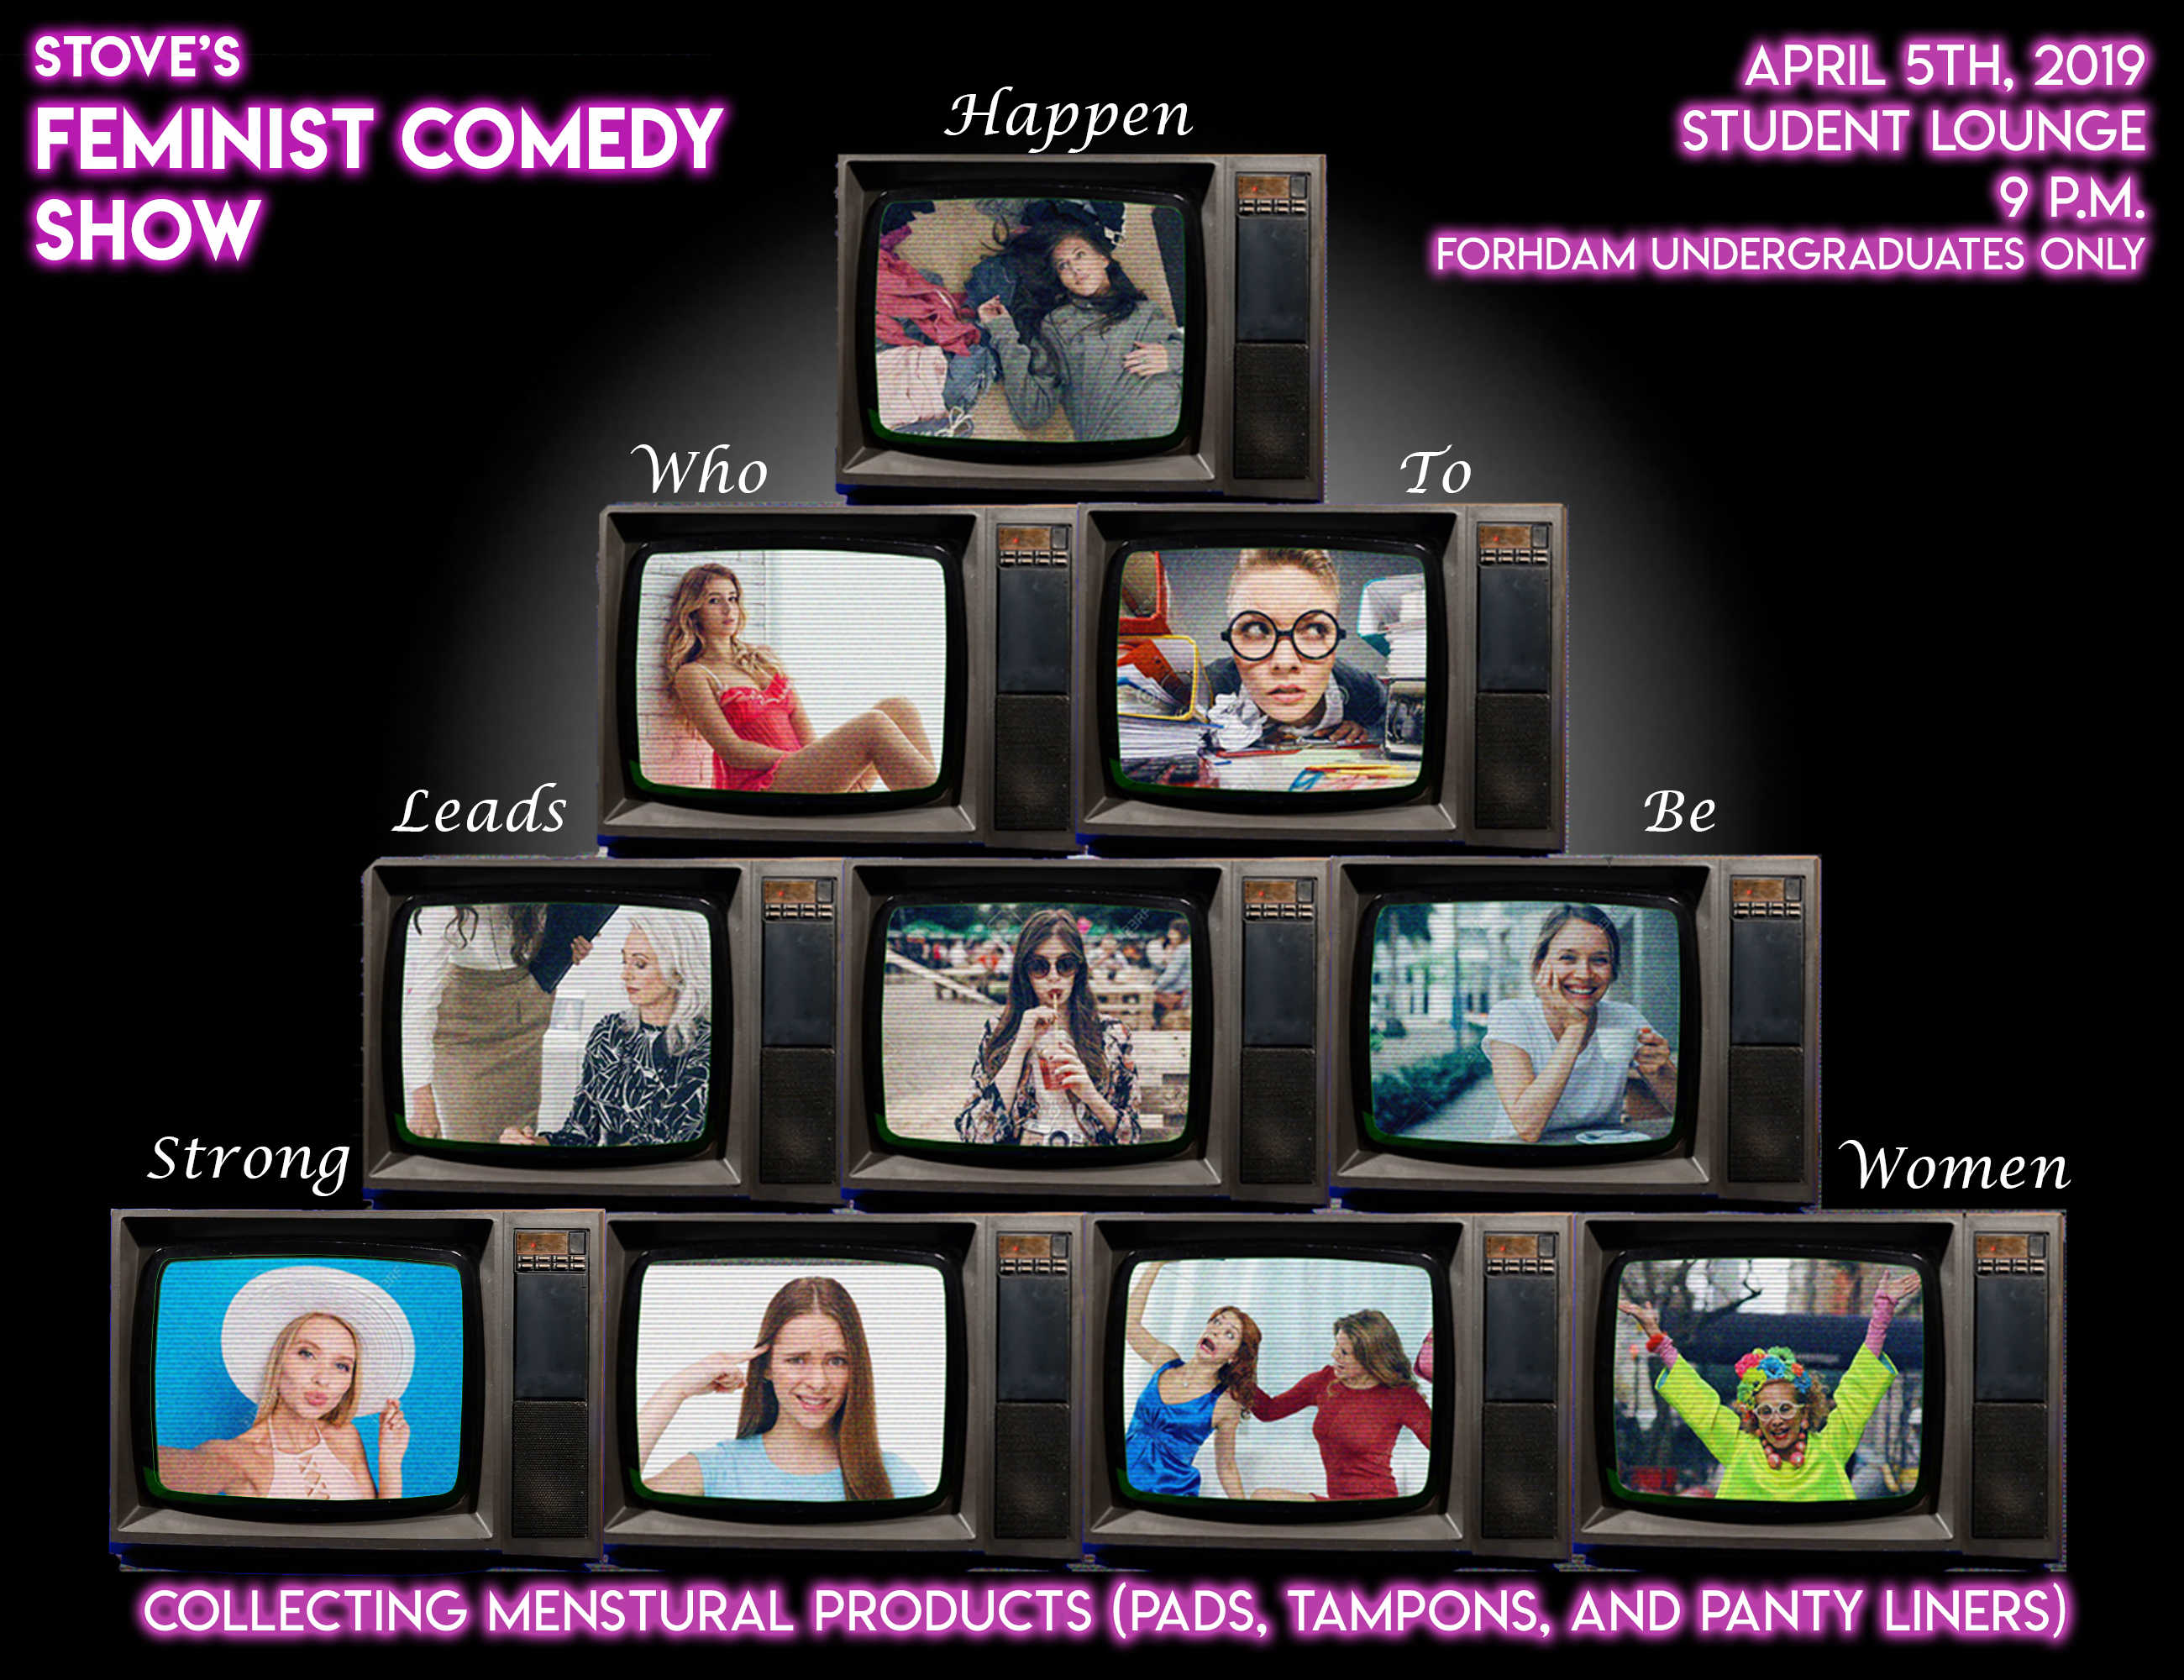 STOVE'S
FEMINIST COMEDY
SHOW
APRIL 5TH, 2019
STUDENT LOUNGE
9 P.M.
FORHDAM UNDERGRADUATES ONLY
Strong
Leads
Who
Happen
To
Be
Women
COLLECTING MENSTURAL PRODUCTS (PADS, TAMPONS, AND PANTY LINERS)